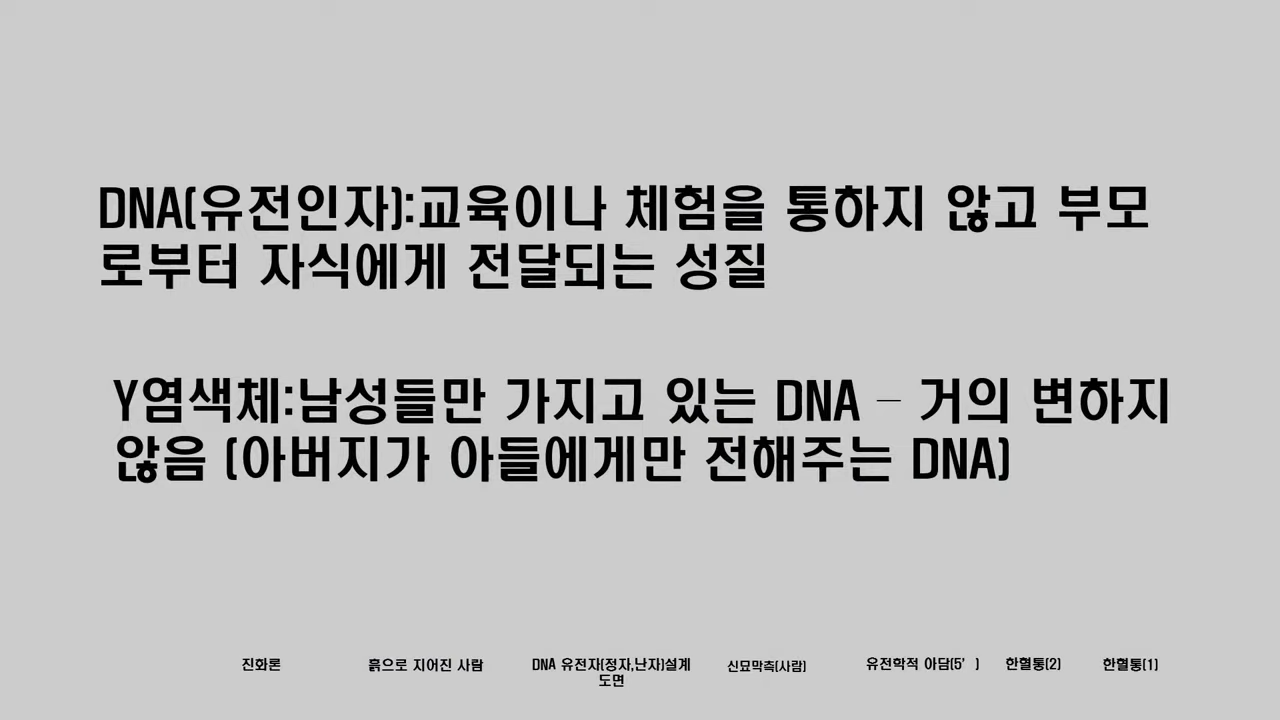 DNA(유전인자):교육이나 체험을 통하지 않고 부모
로부터 자식에게 전달되는 성질
Y염색체:남성들만 가지고 있는 DNA – 거의 변하지
않음 (아버지가 아들에게만 전해주는 DNA)
진화론
흙으로 지어진 사람
DNA 유전자(정자,난자)설계
도면
신묘막측(사람)
유전학적 아담(5’ )
한혈통(2)
한혈통(1)